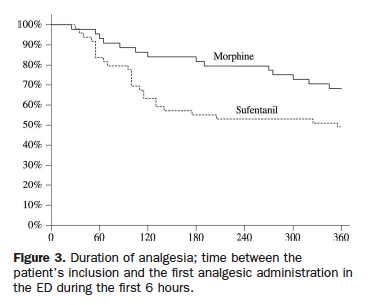 100%
90%
80%
70%
60%
50%
40%
30%
20%
10%
0%
Morphine
Sufentanil
0 60 120 180 240 300 360
Figure 3. Duration of analgesia; time between the
patient's inclusion and the first analgesic administration in
the ED during the first 6 hours.